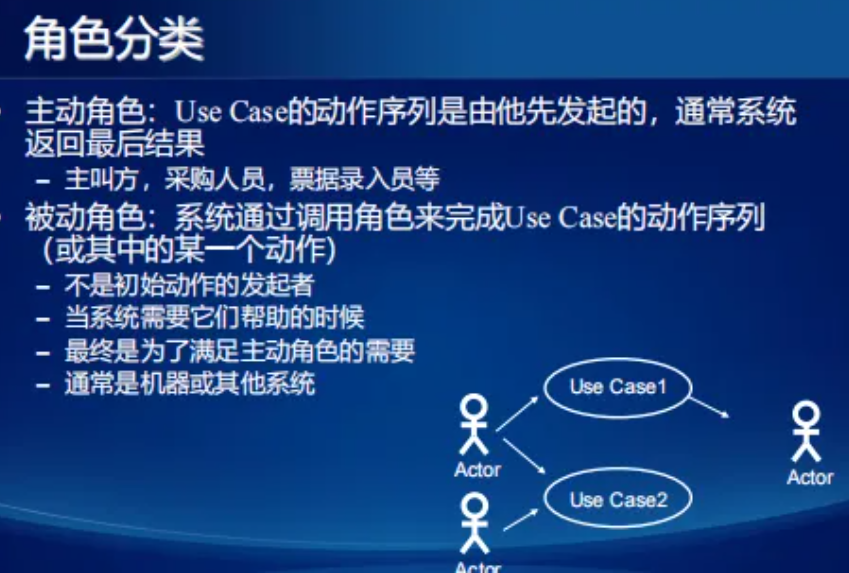 角色分类
主动角色：Use Case的动作序列是由他先发起的，通常系统
返回最后结果
– 主叫方，采购人员，票据录入员等
被动角色：系统通过调用角色来完成Use Case的动作序列
（或其中的某一个动作）
– 不是初始动作的发起者
– 当系统需要它们帮助的时候
– 最终是为了满足主动角色的需要
– 通常是机器或其他系统
Use Case1
Actor
Actor
Use Case2
Actor